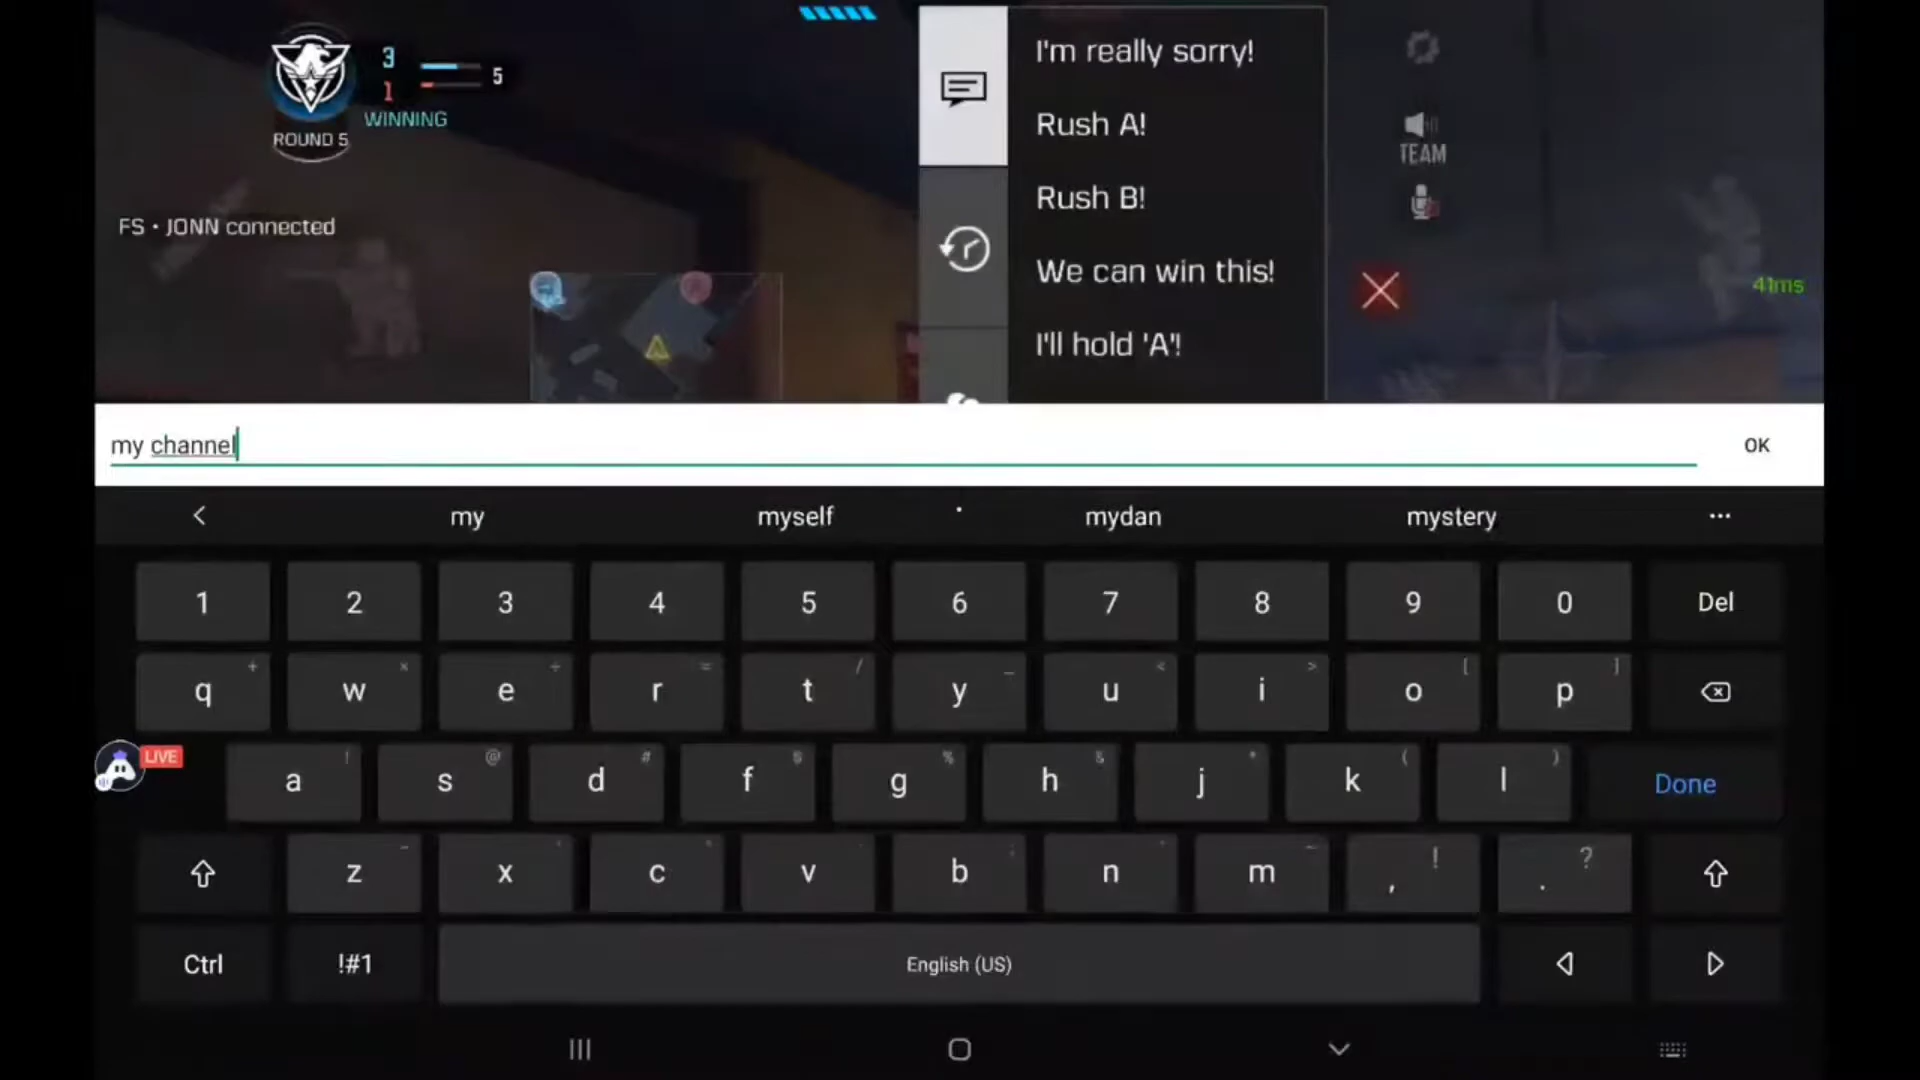 3
1
5
WINNING
ROUND 5
FS • JONN connected
I'm really sorry!
Rush A!
Rush B!
We can win this!
I'll hold 'A'!
TEAM
41ms
my channel
OK
my myself mydan mystery ...
1 2 3 4 5 6 7 8 9 0 Del
q w e r t y u i o p
LIVE
a s d f g h j k l Done
z x c v b n m , ! . ?
Ctrl !#1 English (US)